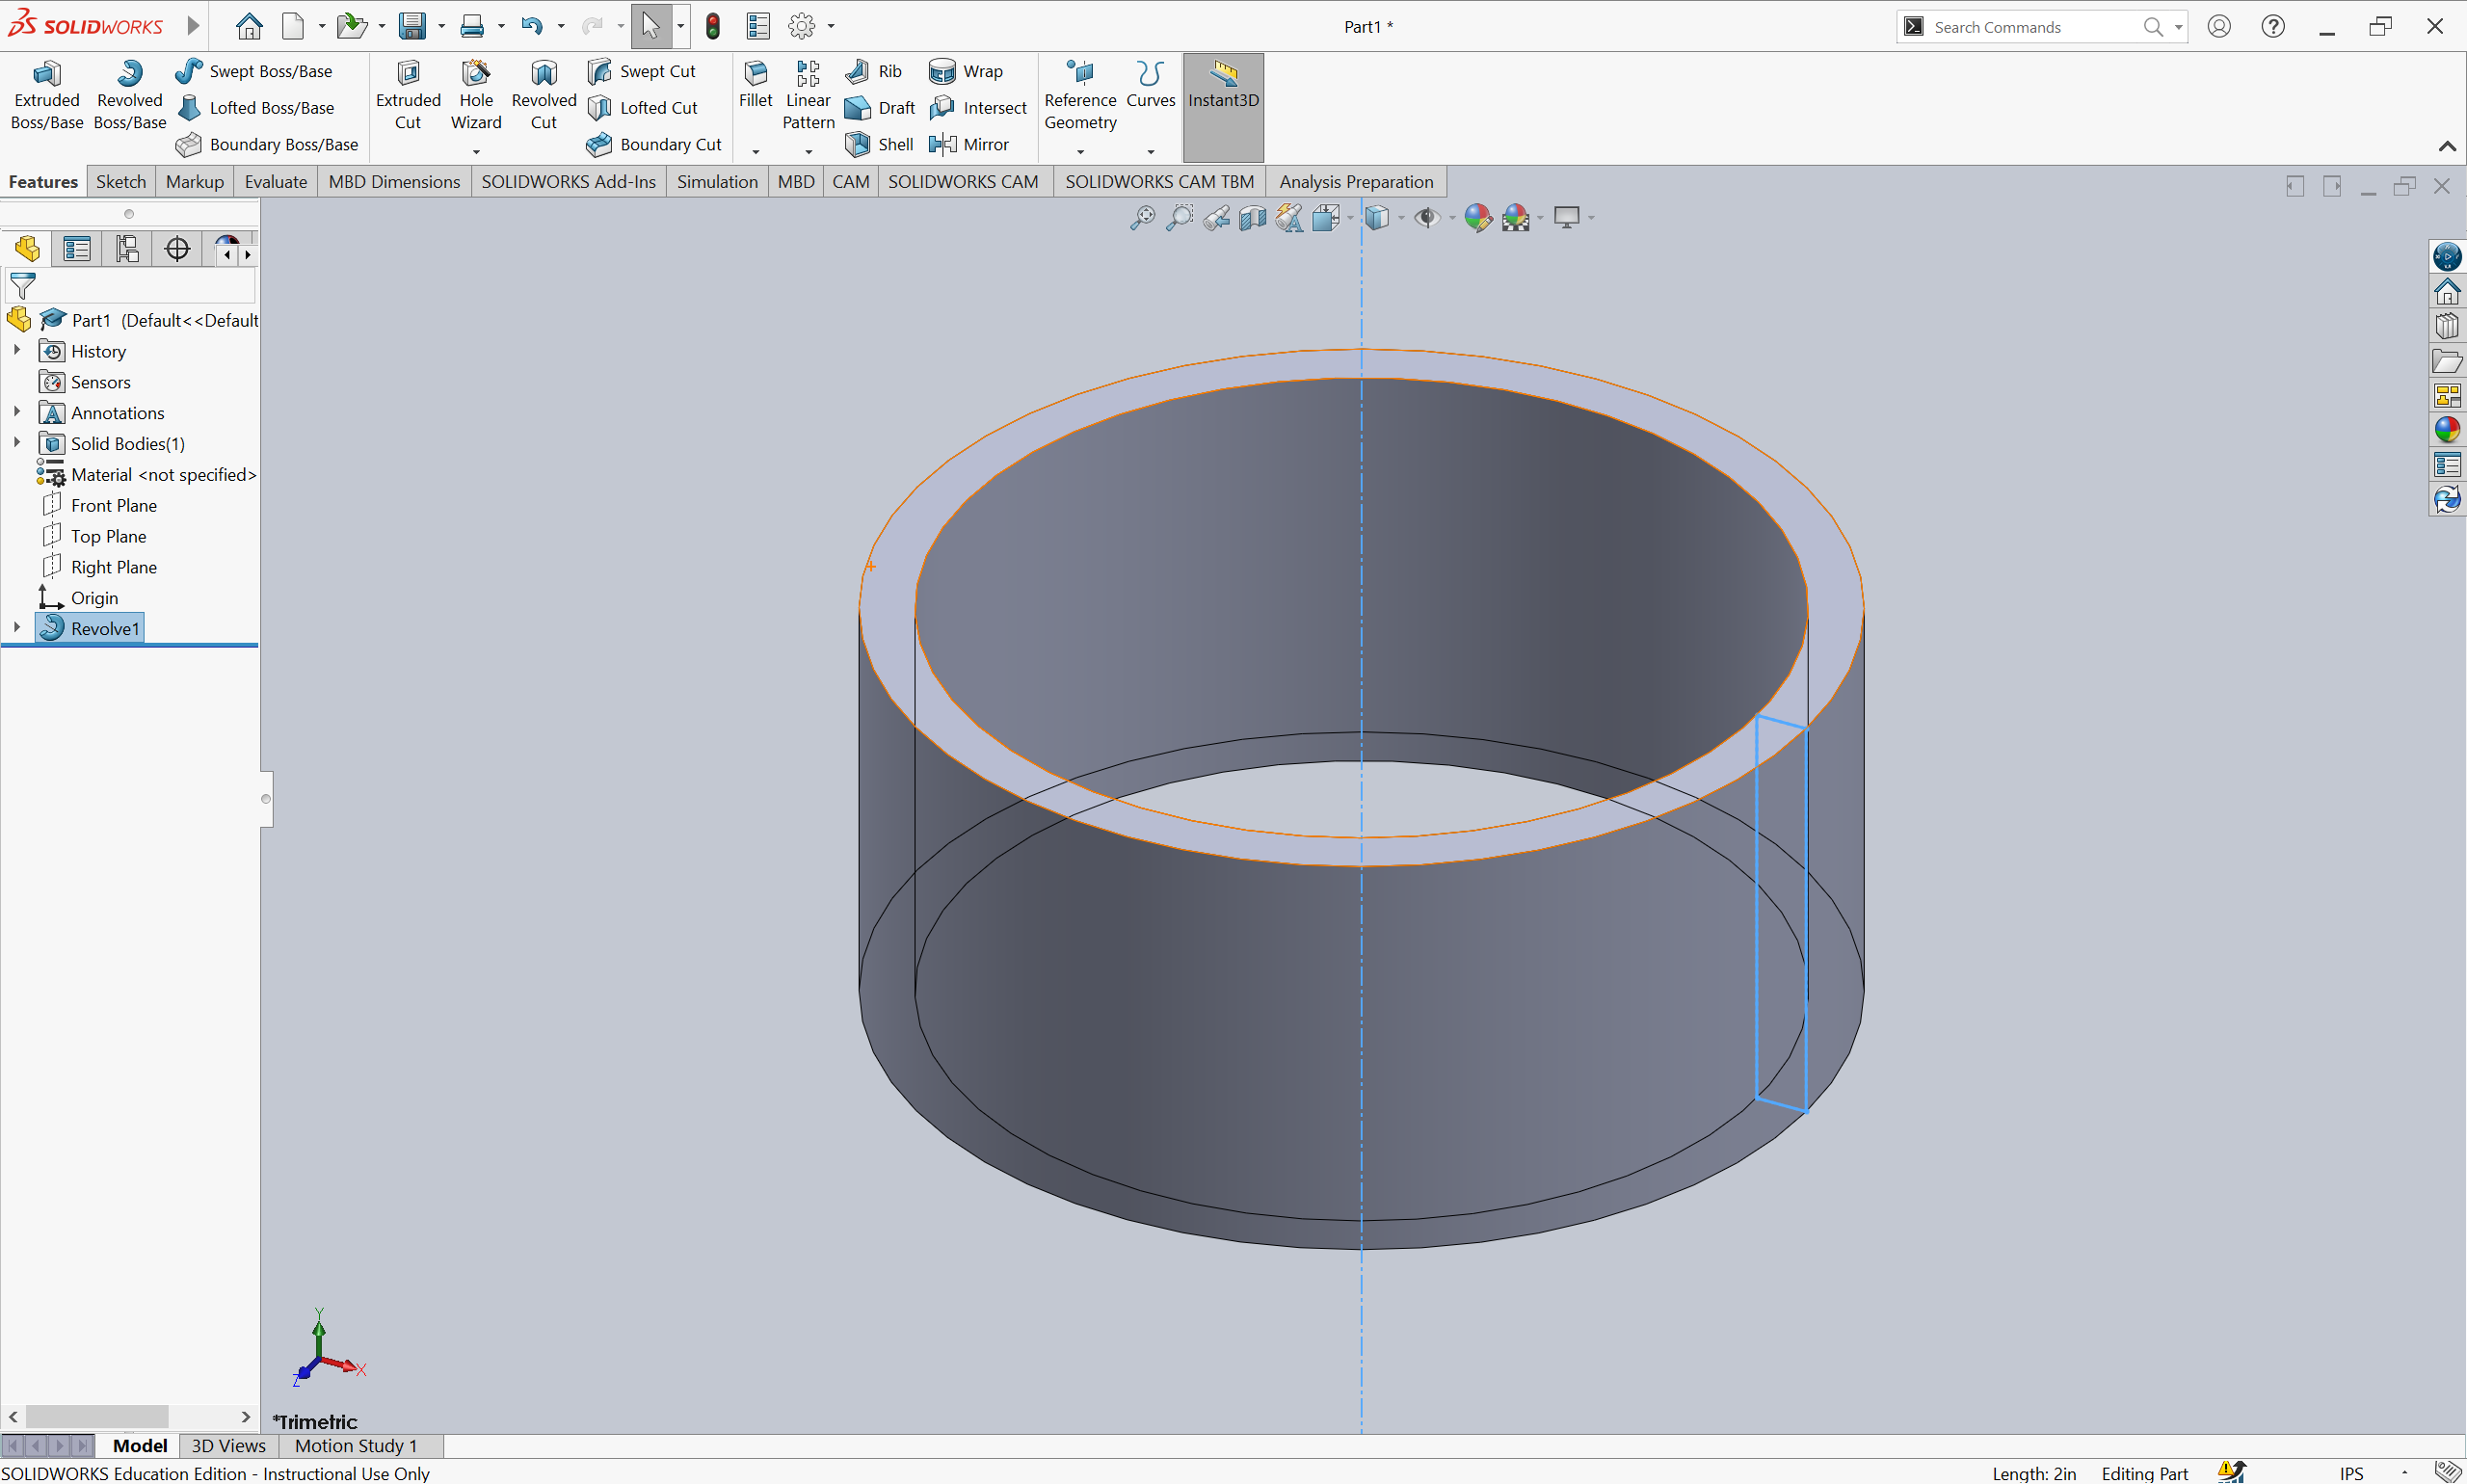 SOLIDWORKS
Part1 *
Search Commands
Extruded Boss/Base
Revolved Boss/Base
Swept Boss/Base
Lofted Boss/Base
Boundary Boss/Base
Extruded Cut
Hole Wizard
Revolved Cut
Swept Cut
Lofted Cut
Boundary Cut
Fillet
Linear Pattern
Rib
Draft
Shell
Wrap
Intersect
Mirror
Reference Geometry
Curves
Instant3D
Features
Sketch
Markup
Evaluate
MBD Dimensions
SOLIDWORKS Add-Ins
Simulation
MBD
CAM
SOLIDWORKS CAM
SOLIDWORKS CAM TBM
Analysis Preparation
Part1 (Default<<Default
History
Sensors
Annotations
Solid Bodies(1)
Material <not specified>
Front Plane
Top Plane
Right Plane
Origin
Revolve1
Y
X
Z
*Trimetric
Model
3D Views
Motion Study 1
SOLIDWORKS Education Edition - Instructional Use Only
Length: 2in
Editing Part
IPS